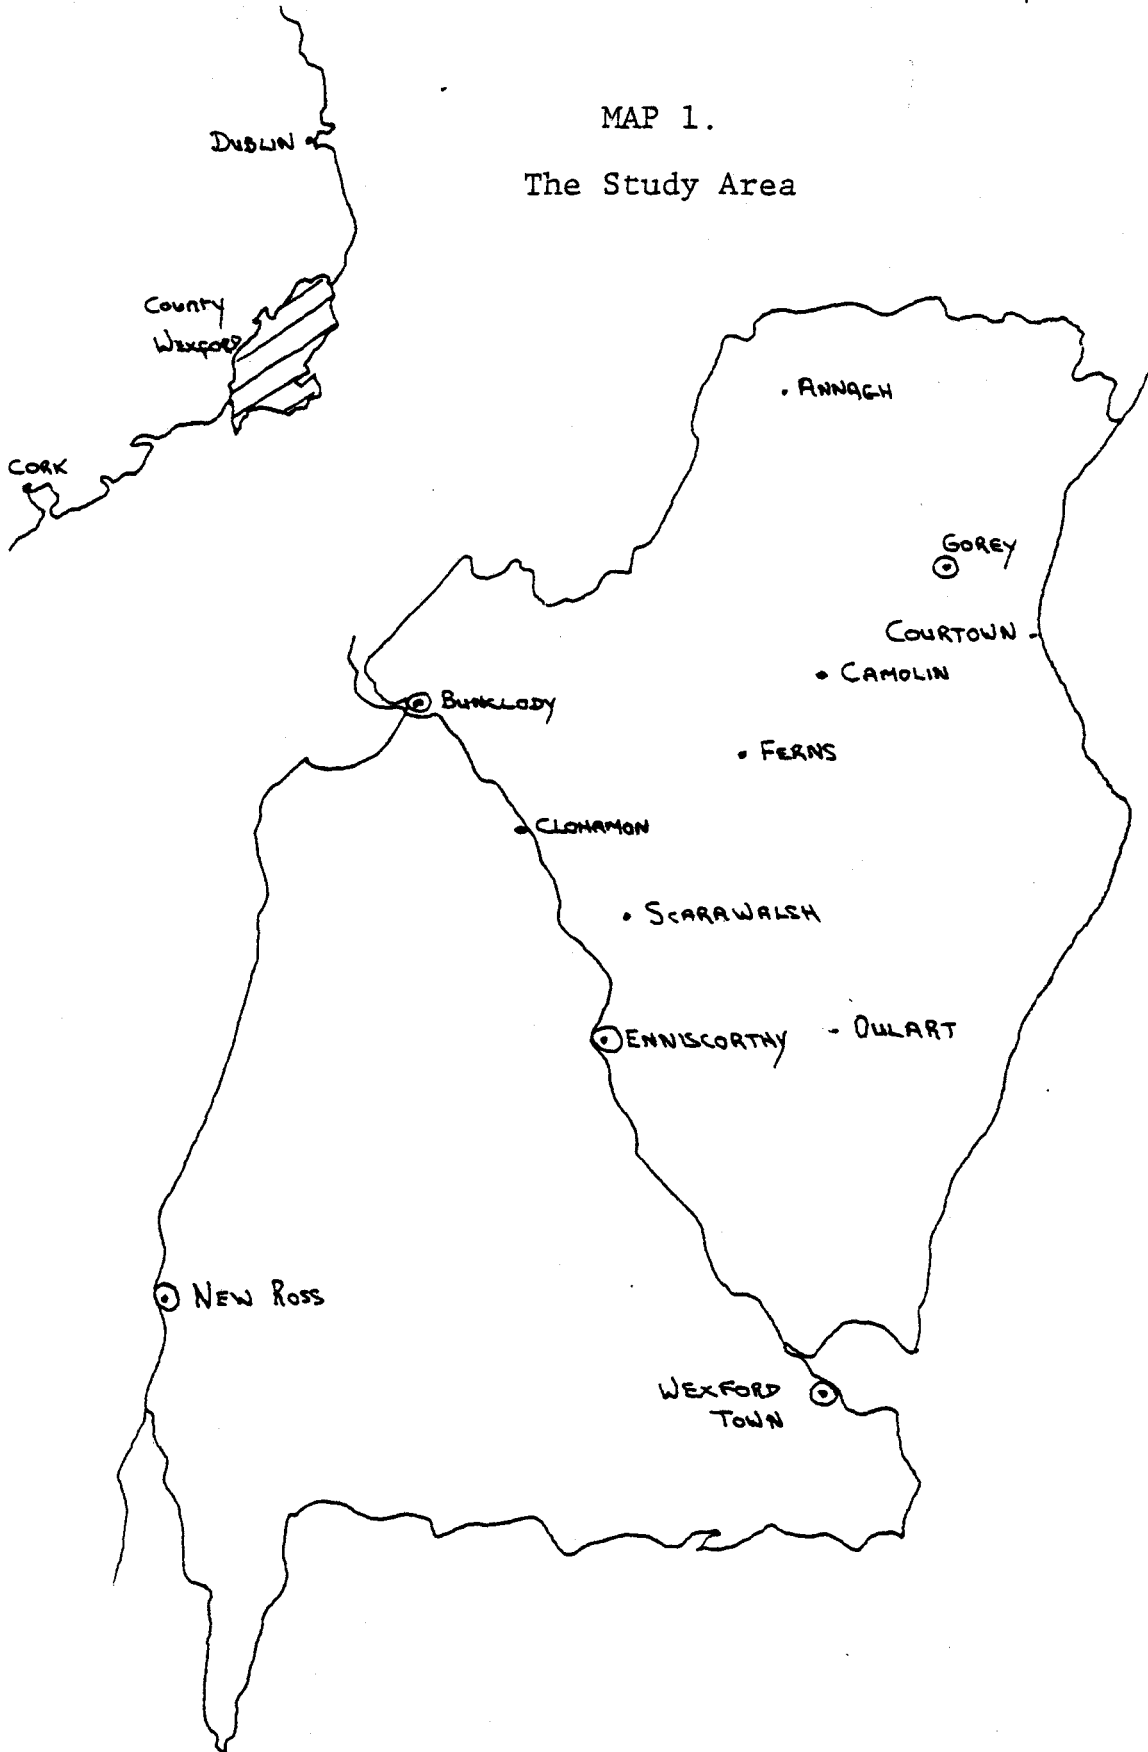 MAP 1.
The Study Area
DUBLIN
COUNTY
WEXFORD
CORK
ANNAGH
GOREY
COURTOWN
CAMOLIN
BUNCLODY
FERNS
CLOHAMON
SCARAWALSH
ENNISCORTHY
OULART
NEW ROSS
WEXFORD
TOWN